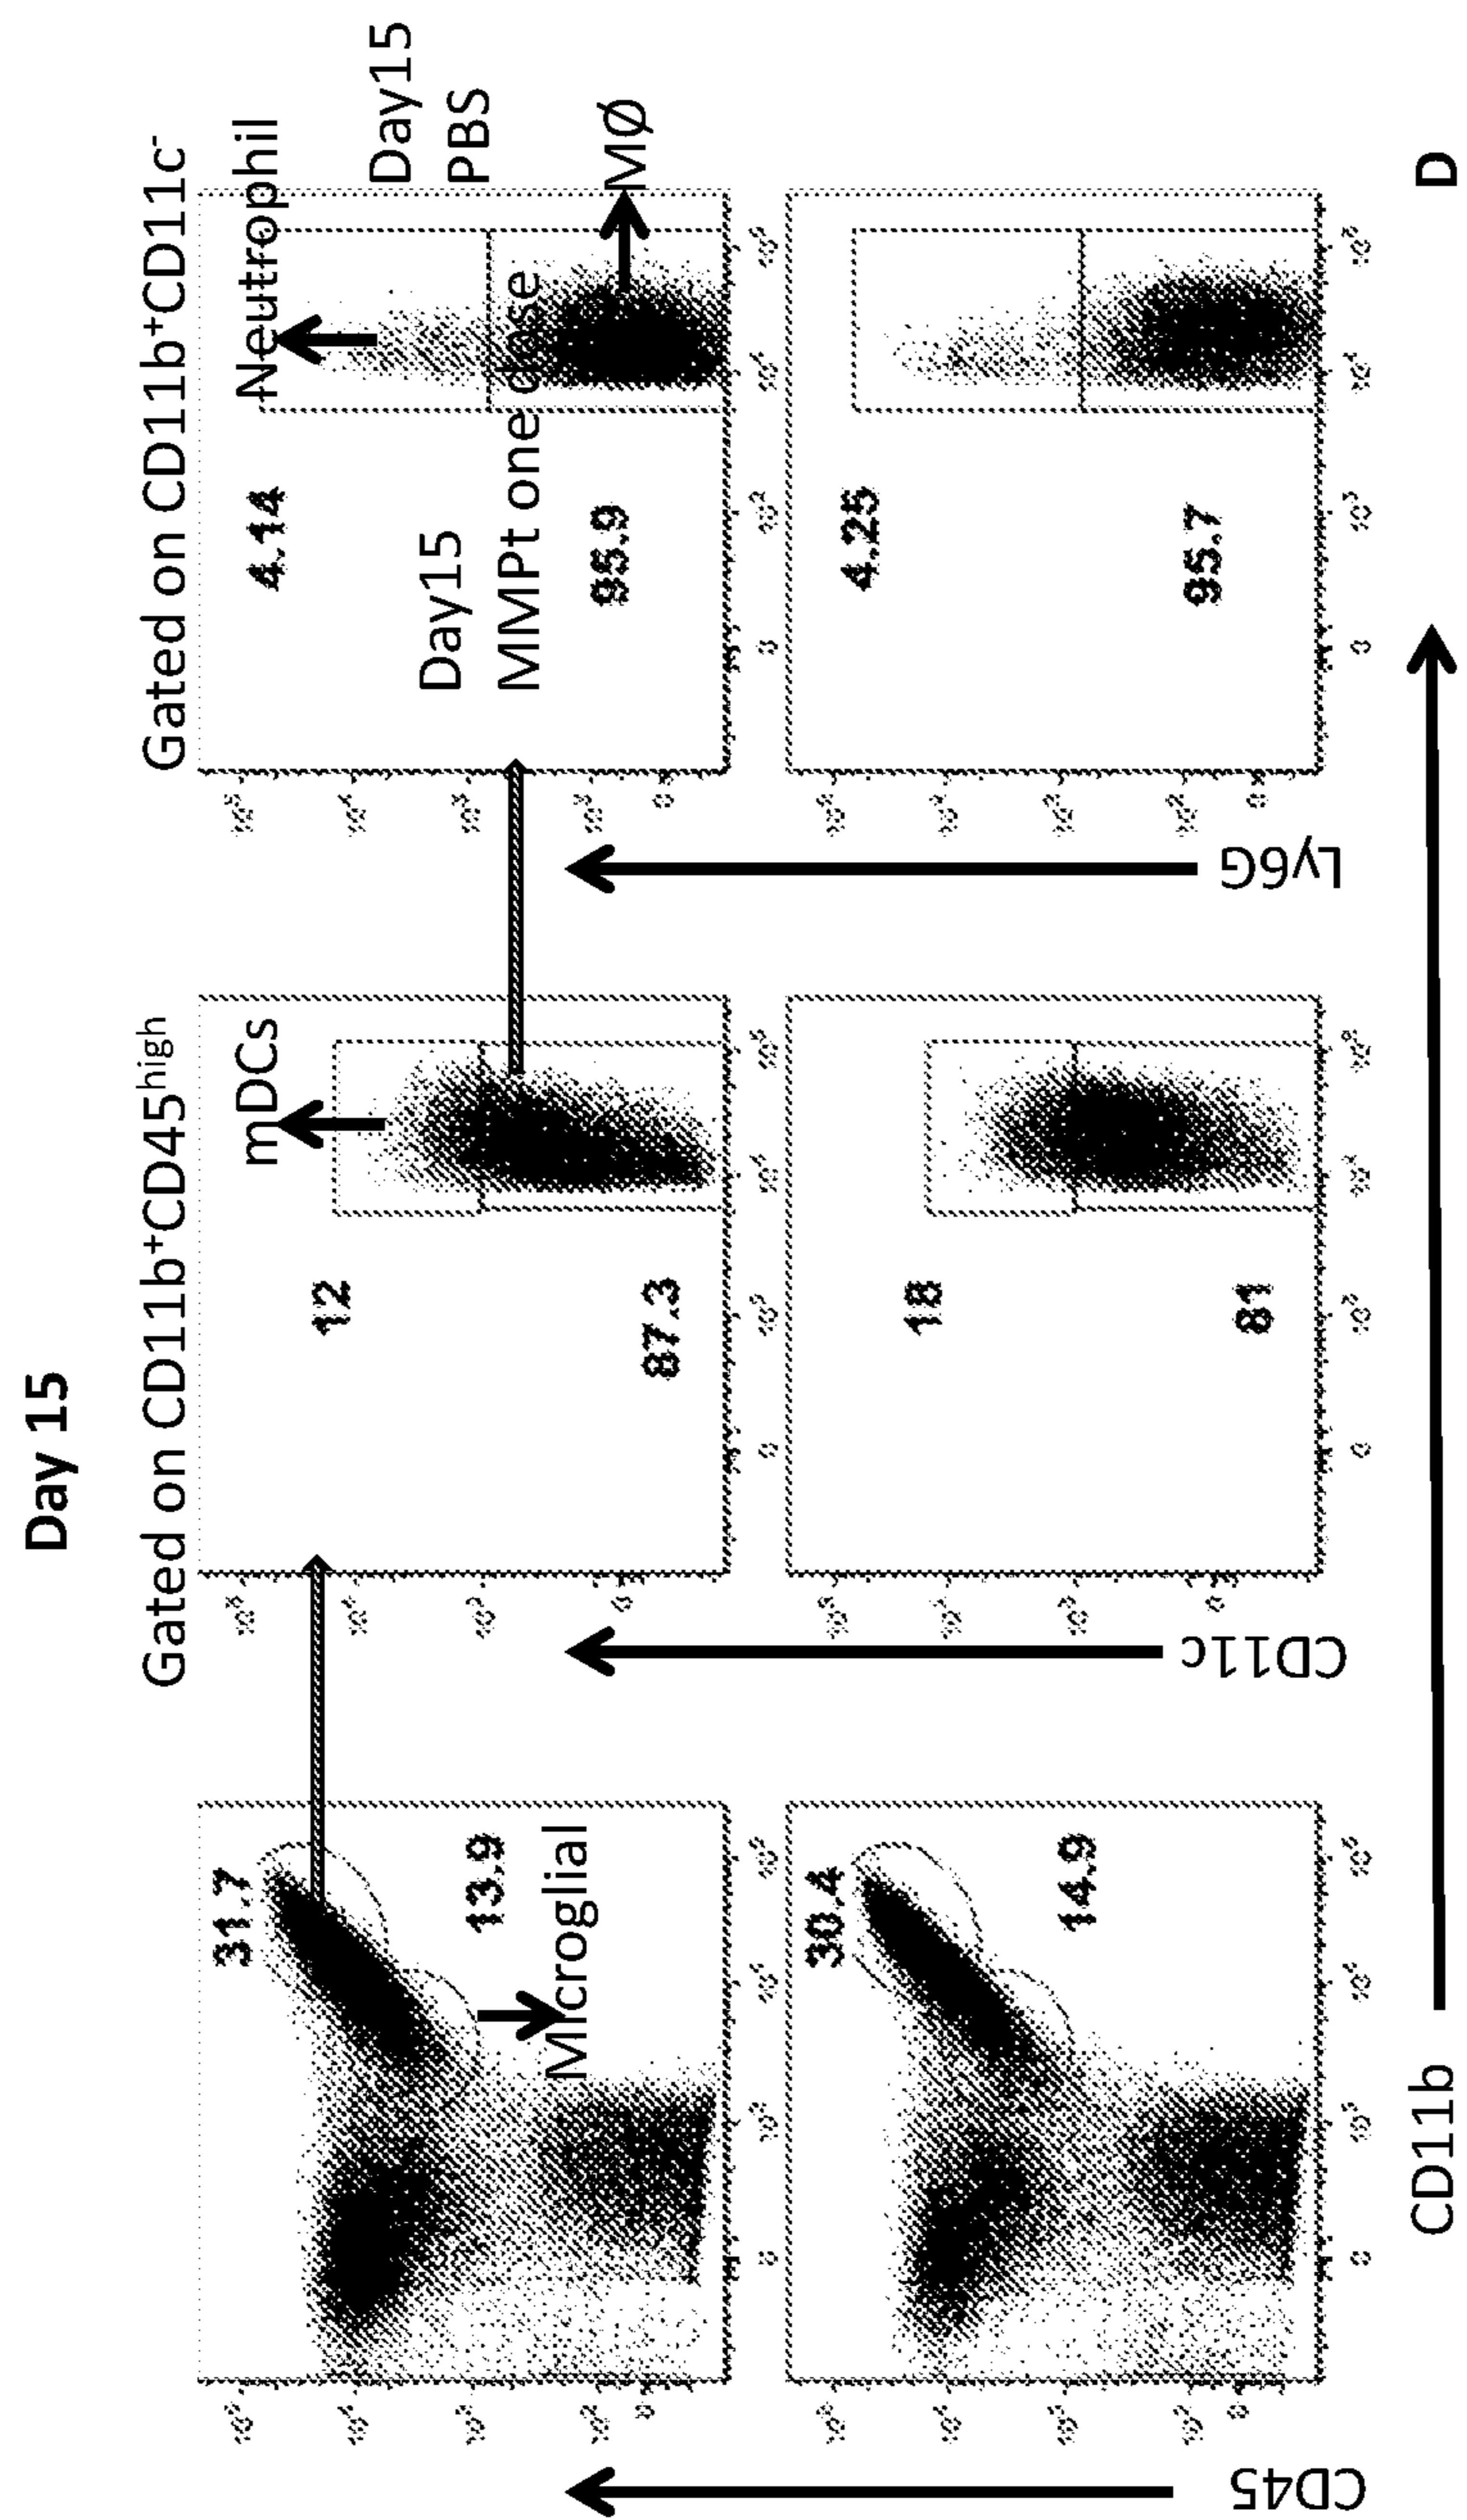 Day 15
Gated on CD11b⁺CD45ʰⁱᵍʰ
Gated on CD11b⁺CD11c⁻
31.7
13.9
Microglial
mDCs
12
87.3
Neutrophil
4.14
95.9
MØ
Day15
PBS
Day15
MMPt one dose
30.4
14.9
18
81
4.25
95.7
CD45
CD11c
Ly6G
CD11b
D